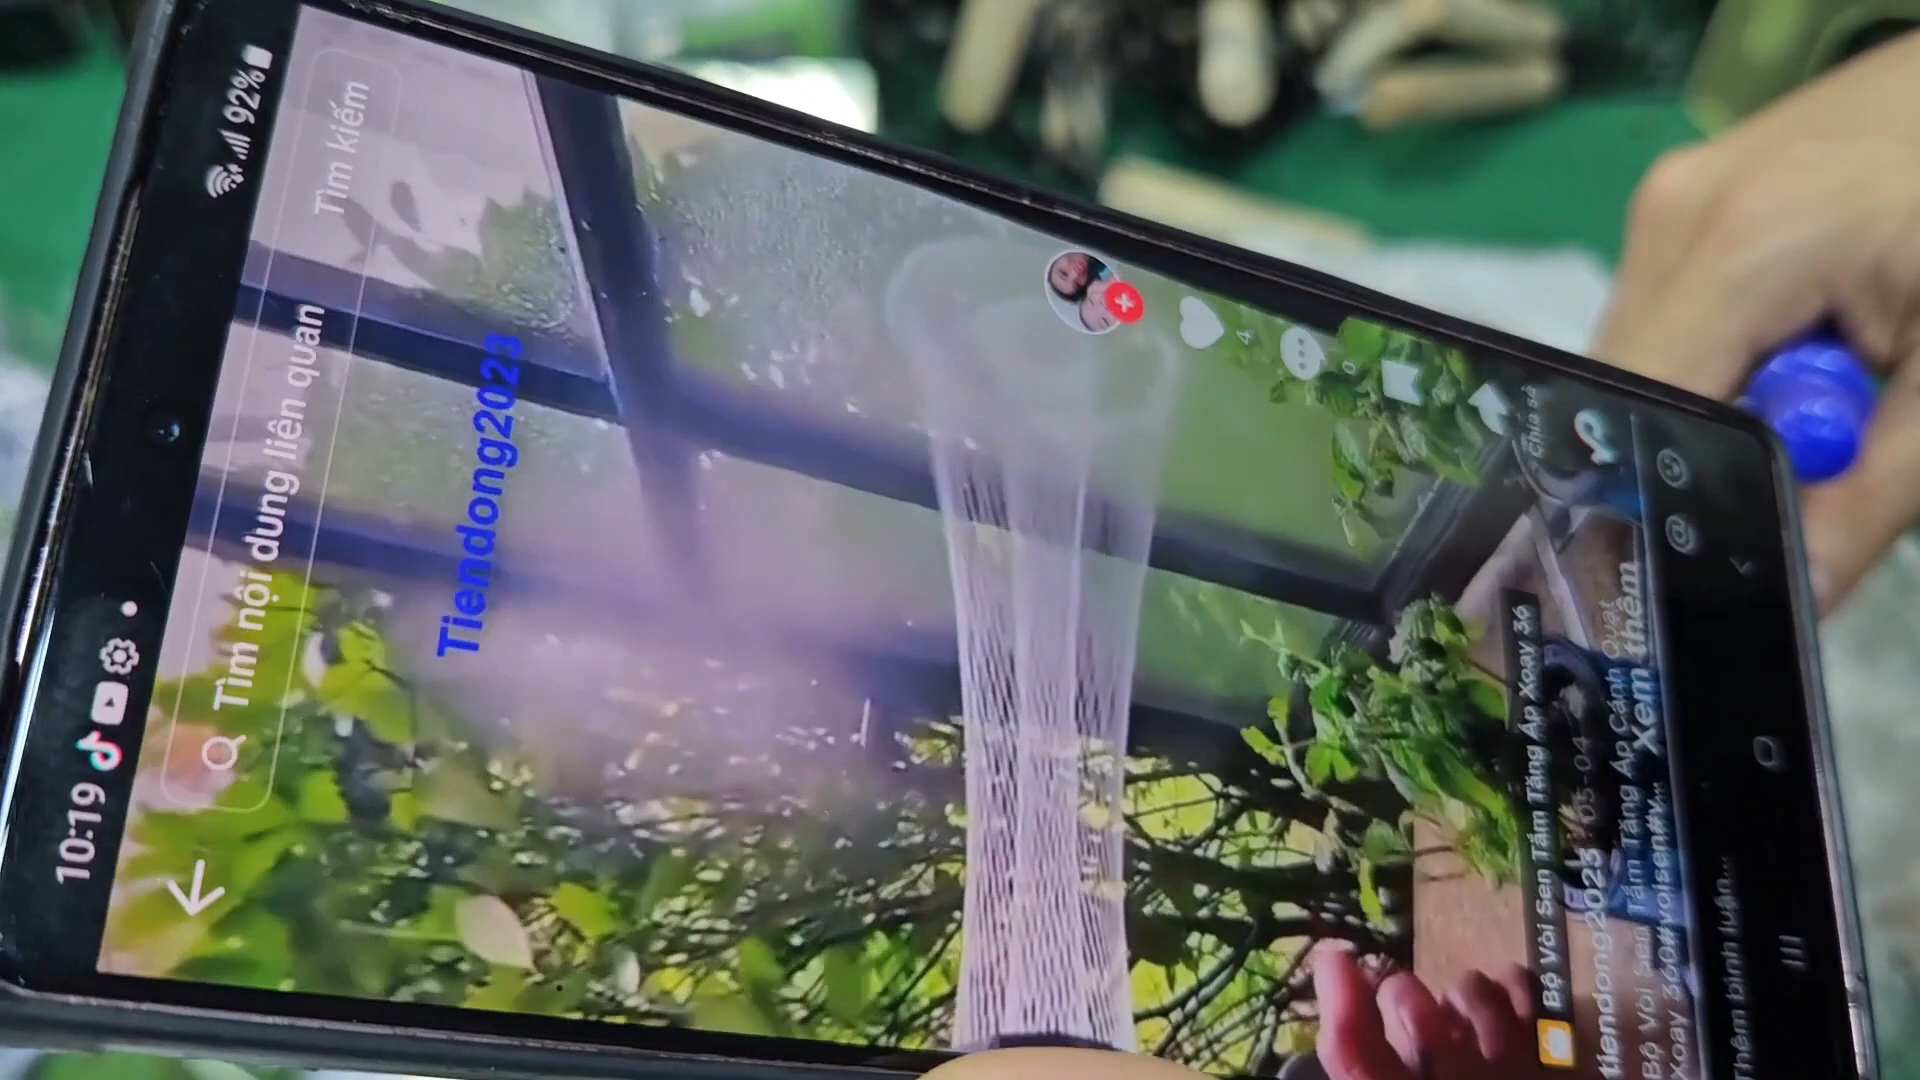 10:19
92%
Tìm nội dung liên quan
Tìm kiếm
Tiendong2023
4
0
Chia sẻ
Bộ Vòi Sen Tắm Tăng Áp Xoay 36
tiendong2023 · 05-04
Bộ Vòi Sen Tắm Tăng Áp Cánh Quạt
Xoay 360#voisentay... Xem thêm
Thêm bình luận...
@